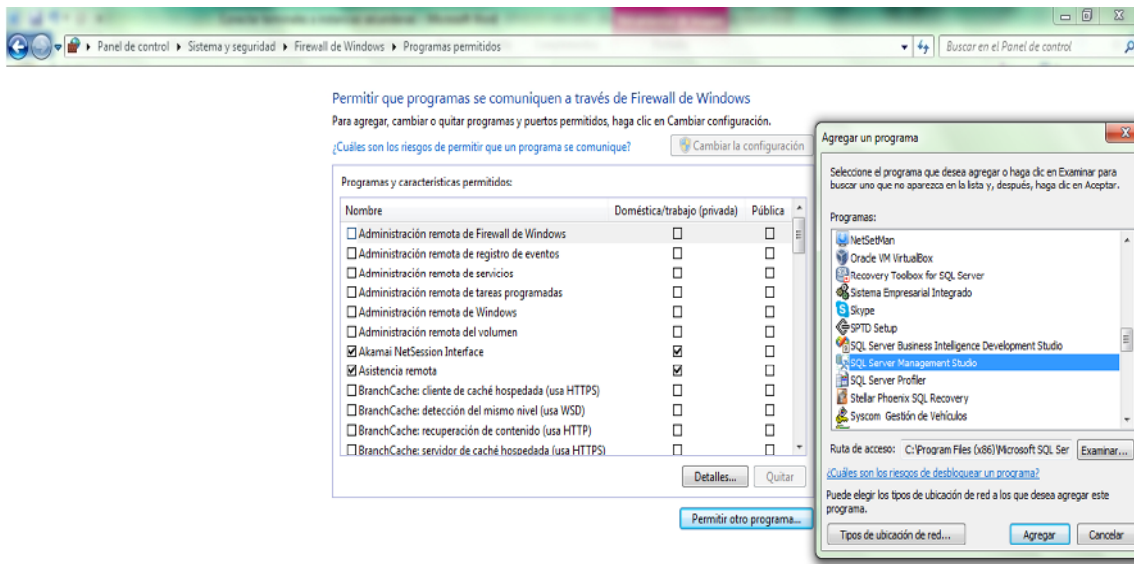 Panel de control ▸ Sistema y seguridad ▸ Firewall de Windows ▸ Programas permitidos
Buscar en el Panel de control
Permitir que programas se comuniquen a través de Firewall de Windows
Para agregar, cambiar o quitar programas y puertos permitidos, haga clic en Cambiar configuración.
¿Cuáles son los riesgos de permitir que un programa se comunique?
Cambiar la configuración
Programas y características permitidos:
Nombre Doméstica/trabajo (privada) Pública
Administración remota de Firewall de Windows
Administración remota de registro de eventos
Administración remota de servicios
Administración remota de tareas programadas
Administración remota de Windows
Administración remota del volumen
Akamai NetSession Interface
Asistencia remota
BranchCache: cliente de caché hospedada (usa HTTPS)
BranchCache: detección del mismo nivel (usa WSD)
BranchCache: recuperación de contenido (usa HTTP)
BranchCache: servidor de caché hospedada (usa HTTPS)
Detalles... Quitar
Permitir otro programa...
Agregar un programa
Seleccione el programa que desea agregar o haga clic en Examinar para
buscar uno que no aparezca en la lista y, después, haga clic en Aceptar.
Programas:
NetSetMan
Oracle VM VirtualBox
Recovery Toolbox for SQL Server
Sistema Empresarial Integrado
Skype
SPTD Setup
SQL Server Business Intelligence Development Studio
SQL Server Management Studio
SQL Server Profiler
Stellar Phoenix SQL Recovery
Syscom Gestión de Vehículos
Ruta de acceso: C:\Program Files (x86)\Microsoft SQL Ser Examinar...
¿Cuáles son los riesgos de desbloquear un programa?
Puede elegir los tipos de ubicación de red a los que desea agregar este
programa.
Tipos de ubicación de red... Agregar Cancelar